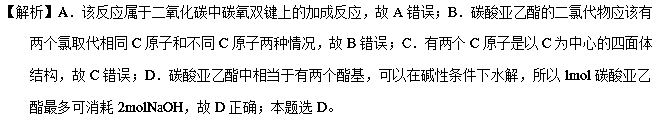 【解析】A．该反应属于二氧化碳中碳氧双键上的加成反应，故 A 错误；B．碳酸亚乙酯的二氯代物应该有
两个氯取代相同 C 原子和不同 C 原子两种情况，故 B 错误；C．有两个 C 原子是以 C 为中心的四面体
结构，故 C 错误；D．碳酸亚乙酯中相当于有两个酯基，可以在碱性条件下水解，所以 1mol 碳酸亚乙
酯最多可消耗 2molNaOH，故 D 正确；本题选 D。